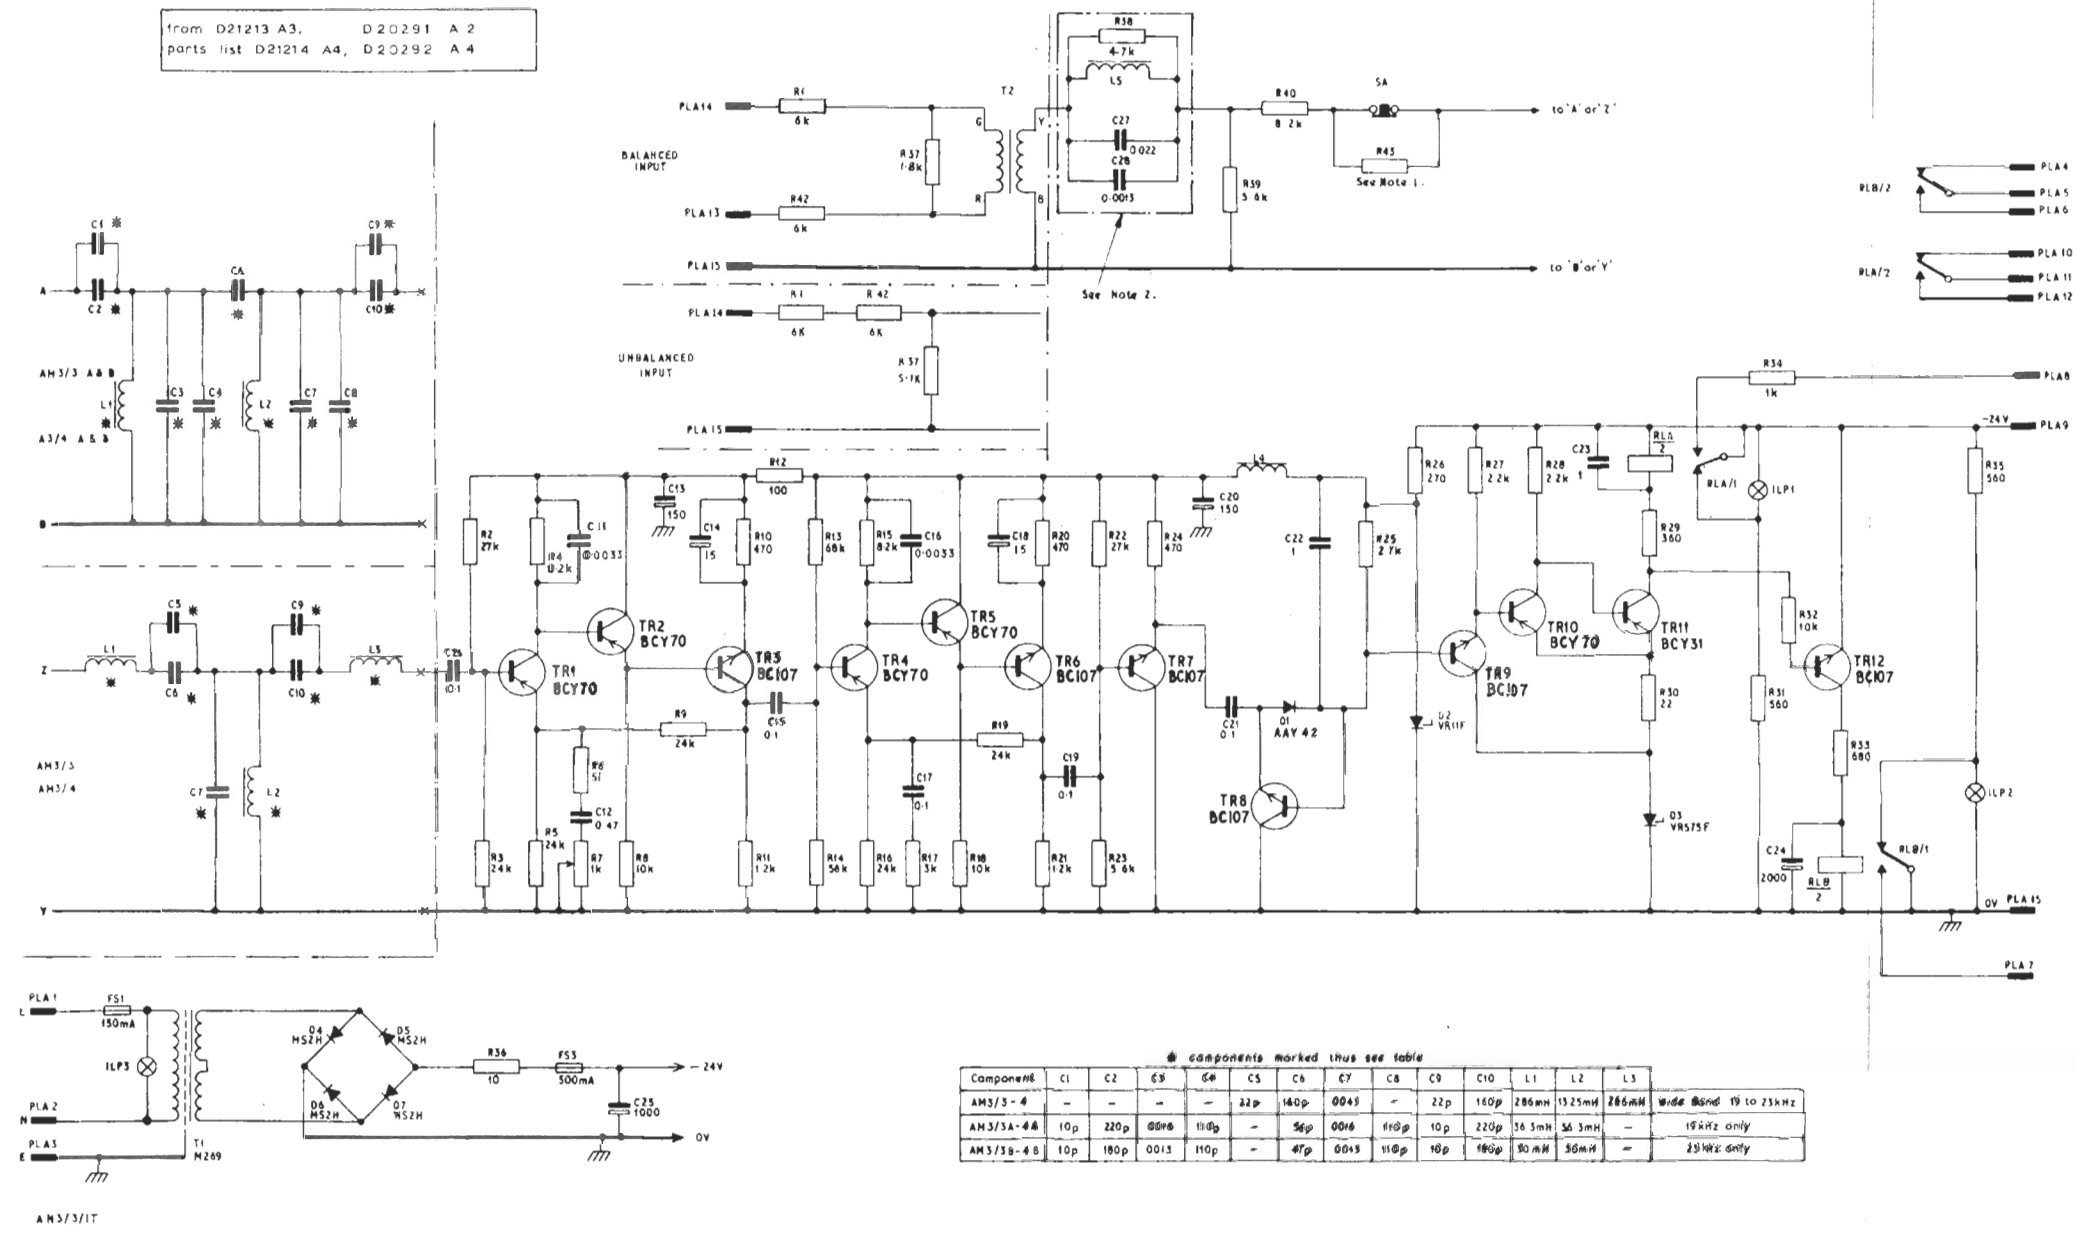 from D21213 A3, D20291 A2
parts list D21214 A4, D20292 A4
R38
4·7k
L5
C27
0·022
C28
0·0013
See Note 2.
T2
G
R
Y
B
PLA14
R1
6k
R37
1·8k
BALANCED
INPUT
PLA13
R42
6k
PLA15
R40
8·2k
SA
to 'A' or 'Z'
R43
See Note 1.
R39
5·6k
to 'B' or 'Y'
PLA14
R1
6K
R42
6K
R37
5·1K
UNBALANCED
INPUT
PLA15
RLB/2
PLA4
PLA5
PLA6
RLA/2
PLA10
PLA11
PLA12
C1 *
C2 *
A
C6
*
C9 *
C10 *
AM3/3 A & B
A3/4 A & B
L1
*
C3
*
C4
*
L2
*
C7
*
C8
*
B
C5 *
C6 *
Z
L1
*
C9 *
C10 *
L3
*
AM3/3
AM3/4
C7
*
L2
*
Y
0·1
R2
27k
R3
24k
TR1
BCY70
C11
0·0033
R5
24k
R6
51
C12
0·47
R7
1k
TR2
BCY70
R8
10k
C13
150
R9
24k
C14
15
R10
470
TR3
BC107
R11
1·2k
R12
100
C15
0·1
R13
68k
R14
56k
R15
8·2k
C16
0·0033
TR4
BCY70
R16
24k
C17
0·1
R17
3k
TR5
BCY70
R18
10k
R19
24k
C18
15
R20
470
TR6
BC107
R21
1·2k
C19
0·1
R22
27k
R23
5·6k
R24
470
TR7
BC107
C20
150
L4
C21
0·1
D1
AAY42
TR8
BC107
C22
1
R25
2·7k
R26
270
D2
VR11F
R27
2·2k
TR9
BC107
R28
2·2k
TR10
BCY70
C23
1
RLA
2
R29
360
TR11
BCY31
R30
22
D3
VR575F
RLA/1
R34
1k
PLA8
-24V
PLA9
ILP1
R31
560
R32
10k
TR12
BC107
R33
680
C24
2000
RLB
2
R35
560
ILP2
RLB/1
0V
PLA15
PLA7
PLA1
L
FS1
150mA
ILP3
PLA2
N
PLA3
E
T1
M269
D4
MS2H
D5
MS2H
D6
MS2H
D7
MS2H
R36
10
FS3
500mA
-24V
C25
1000
0V
AM3/3/1T
* components marked thus see table
Component C1 C2 C3 C4 C5 C6 C7 C8 C9 C10 L1 L2 L3
AM3/3-4 - - - - 22p 160p 0043 - 22p 160p 286mH 1325mH 286mH Wide Band 19 to 23kHz
AM3/3A-4A 10p 220p 0016 110p - 56p 0016 110p 10p 220p 36·3mH 36·3mH - 19kHz only
AM3/3B-4B 10p 180p 0013 110p - 47p 0013 110p 10p 180p -